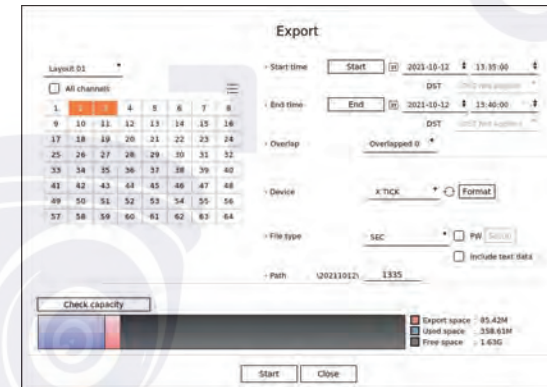 Export
Layout 01
All channels
1 2 3 4 5 6 7 8
9 10 11 12 13 14 15 16
17 18 19 20 21 22 23 24
25 26 27 28 29 30 31 32
33 34 35 36 37 38 39 40
41 42 43 44 45 46 47 48
49 50 51 52 53 54 55 56
57 58 59 60 61 62 63 64
Start time Start 2021-10-12 13:35:00
DST
End time End 2021-10-12 13:40:00
DST
Overlap Overlapped 0
Device X'TICK Format
File type SEC PW
Include text data
Path \20211012\ 1335
Check capacity
Export space : 95.42M
Used space : 358.61M
Free space : 1.63G
Start Close